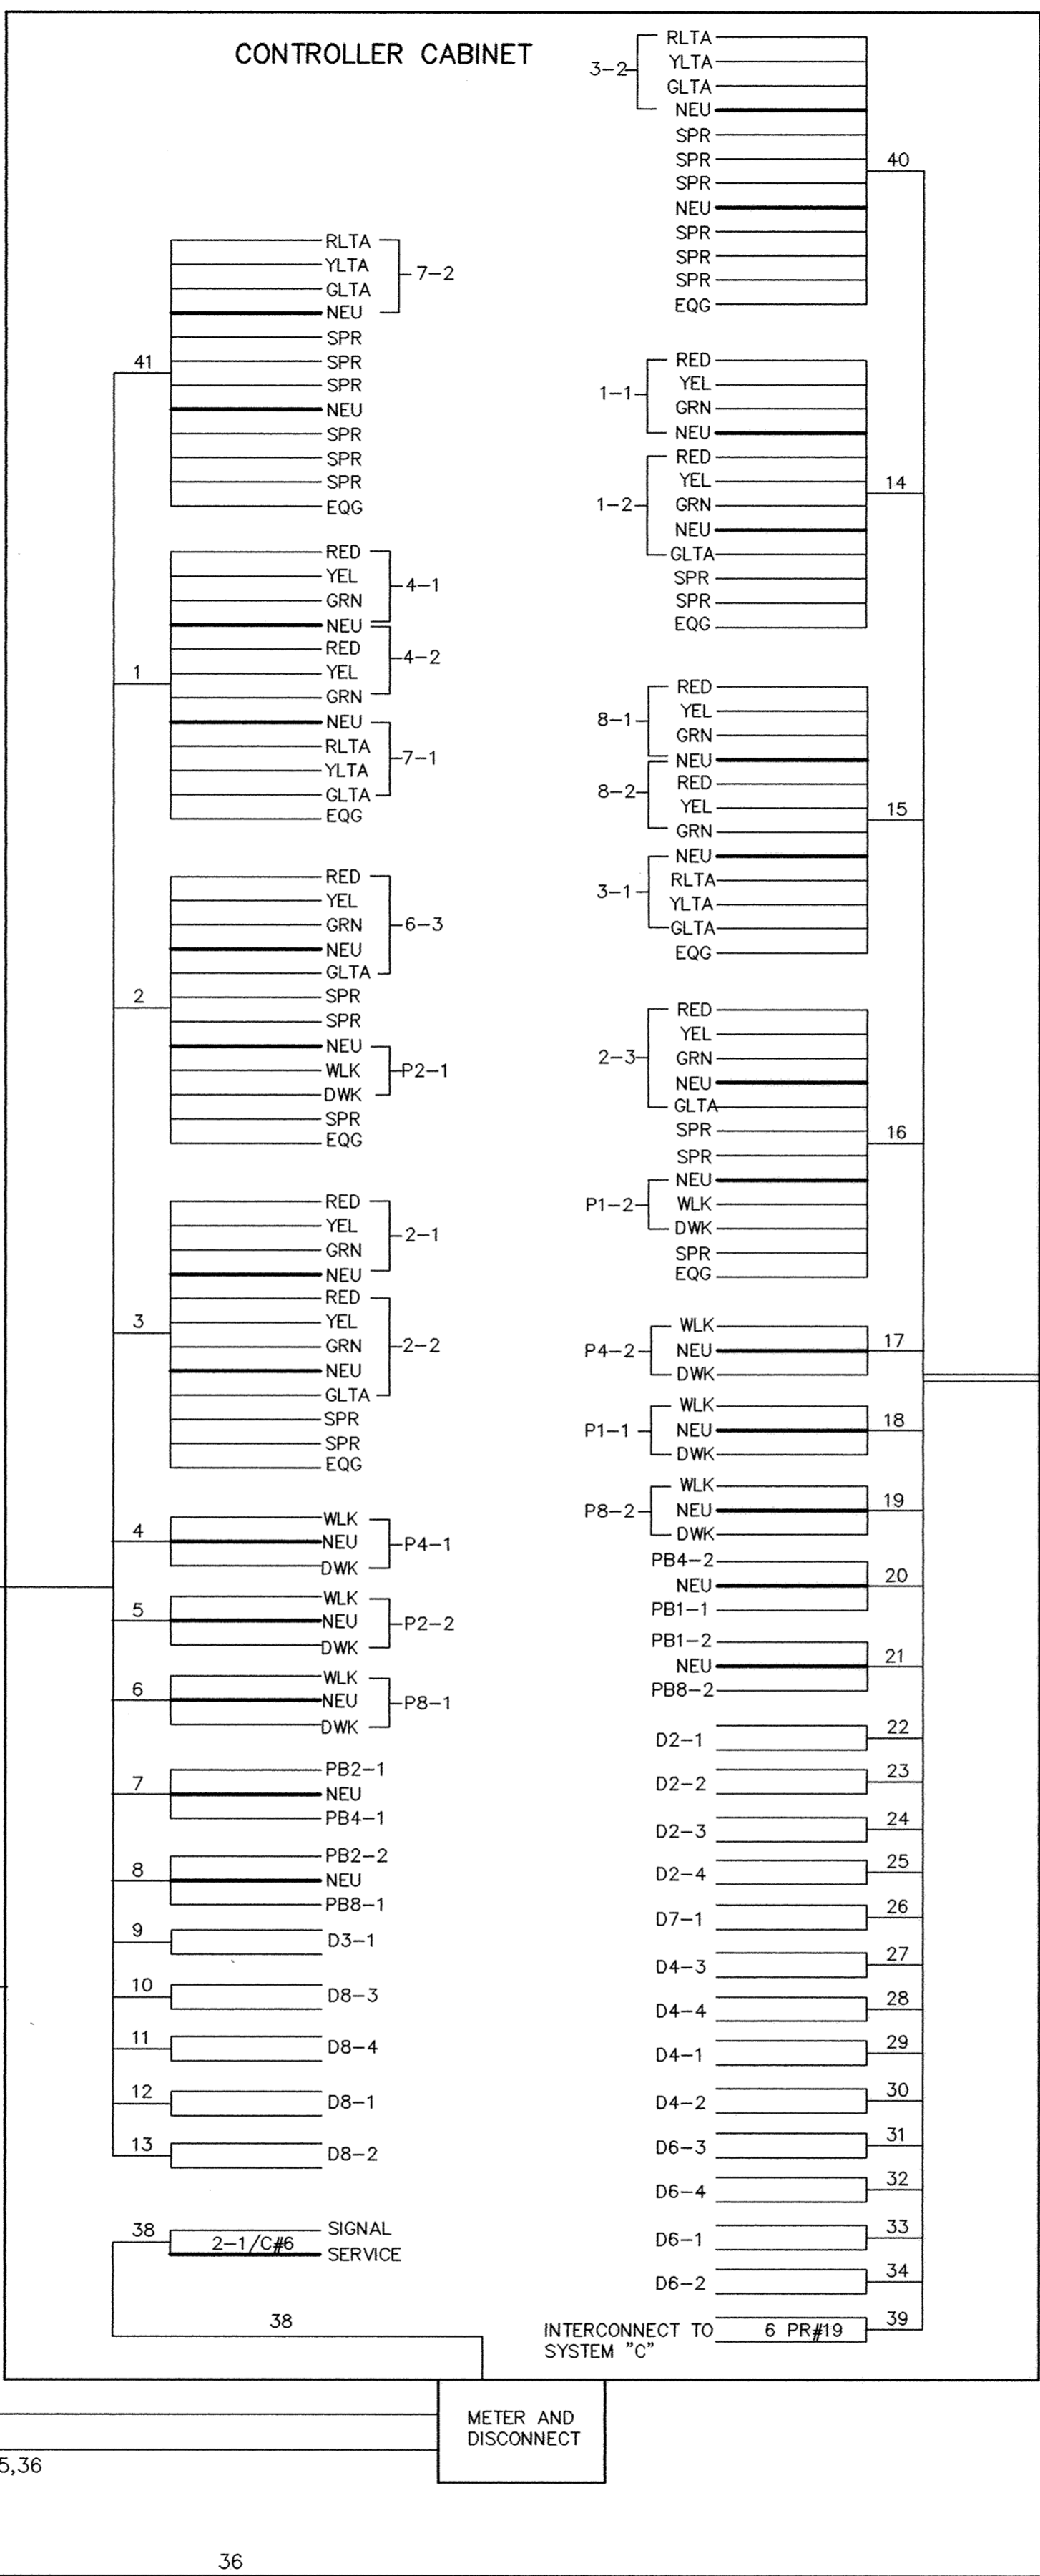 CONTROLLER CABINET
41
RLTA
YLTA
GLTA
NEU
7-2
SPR
SPR
SPR
NEU
SPR
SPR
SPR
EQG
1
RED
YEL
GRN
4-1
NEU
RED
YEL
GRN
4-2
NEU
RLTA
YLTA
GLTA
7-1
EQG
2
RED
YEL
GRN
NEU
GLTA
6-3
SPR
SPR
NEU
WLK
DWK
P2-1
SPR
EQG
3
RED
YEL
GRN
NEU
2-1
RED
YEL
GRN
NEU
GLTA
2-2
SPR
SPR
EQG
4
WLK
NEU
DWK
P4-1
5
WLK
NEU
DWK
P2-2
6
WLK
NEU
DWK
P8-1
7
PB2-1
NEU
PB4-1
8
PB2-2
NEU
PB8-1
9
D3-1
10
D8-3
11
D8-4
12
D8-1
13
D8-2
38
2-1/C#6
SIGNAL
SERVICE
38
3-2
RLTA
YLTA
GLTA
NEU
SPR
SPR
SPR
NEU
SPR
SPR
SPR
EQG
40
1-1
RED
YEL
GRN
NEU
1-2
RED
YEL
GRN
NEU
GLTA
SPR
SPR
EQG
14
8-1
RED
YEL
GRN
NEU
8-2
RED
YEL
GRN
3-1
NEU
RLTA
YLTA
GLTA
EQG
15
2-3
RED
YEL
GRN
NEU
GLTA
SPR
SPR
P1-2
NEU
WLK
DWK
SPR
EQG
16
P4-2
WLK
NEU
DWK
17
P1-1
WLK
NEU
DWK
18
P8-2
WLK
NEU
DWK
19
PB4-2
NEU
PB1-1
20
PB1-2
NEU
PB8-2
21
D2-1
22
D2-2
23
D2-3
24
D2-4
25
D7-1
26
D4-3
27
D4-4
28
D4-1
29
D4-2
30
D6-3
31
D6-4
32
D6-1
33
D6-2
34
INTERCONNECT TO
SYSTEM "C"
6 PR#19
39
METER AND
DISCONNECT
5,36
36